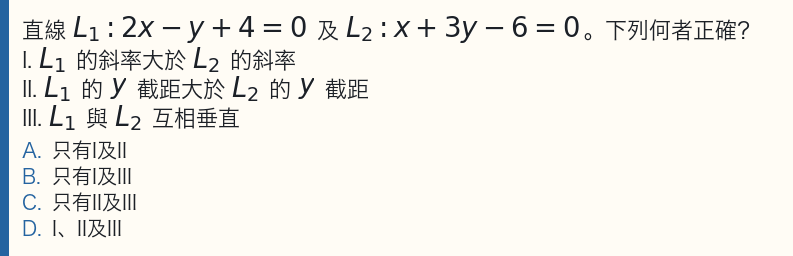 直線 L₁ : 2x − y + 4 = 0 及 L₂ : x + 3y − 6 = 0。下列何者正確?
I. L₁ 的斜率大於 L₂ 的斜率
II. L₁ 的 y 截距大於 L₂ 的 y 截距
III. L₁ 與 L₂ 互相垂直
A. 只有I及II
B. 只有I及III
C. 只有II及III
D. I、II及III